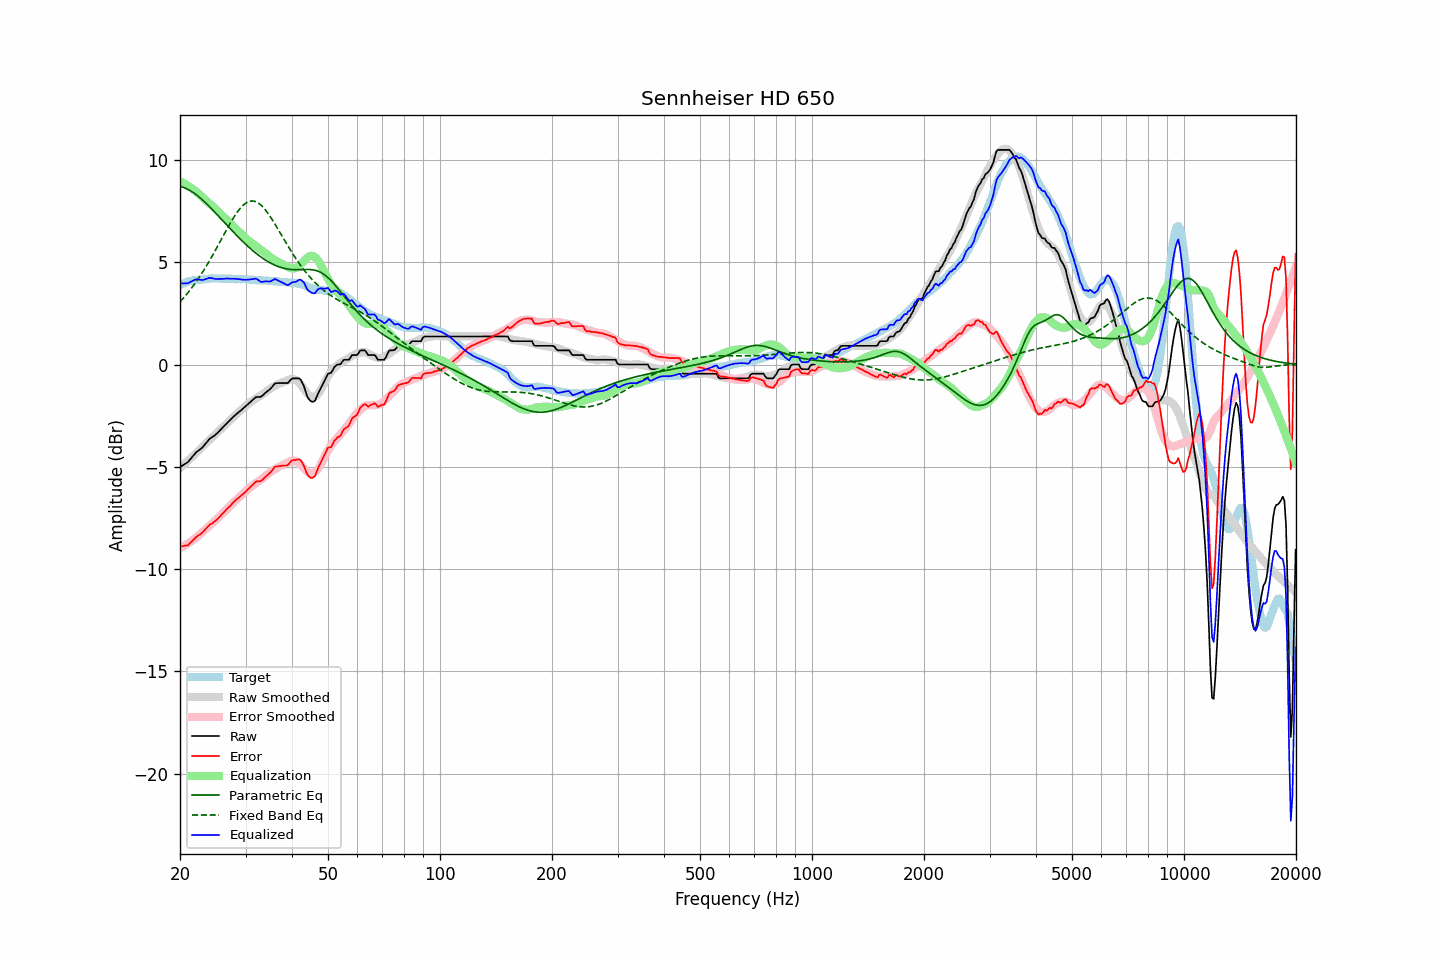 Sennheiser HD 650
Amplitude (dBr)
10
5
0
−5
−10
−15
−20
Target
Raw Smoothed
Error Smoothed
Raw
Error
Equalization
Parametric Eq
Fixed Band Eq
Equalized
20 50 100 200 500 1000 2000 5000 10000 20000
Frequency (Hz)